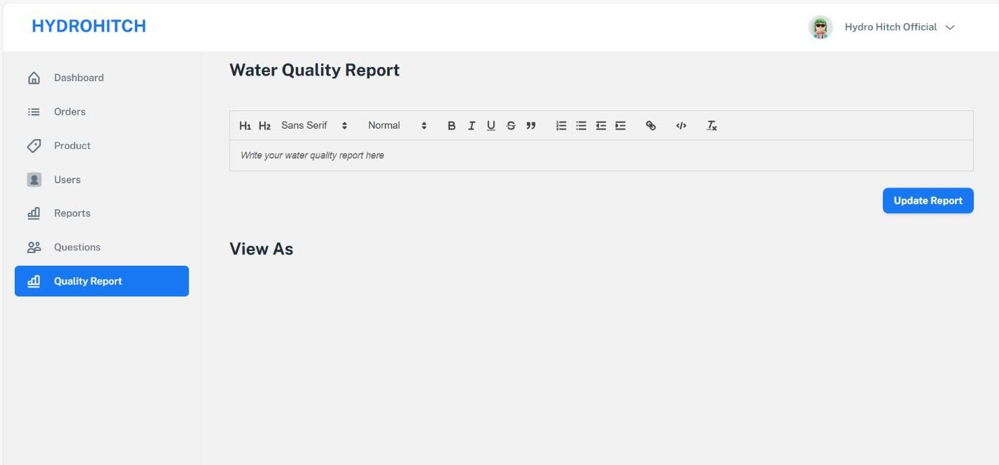 HYDROHITCH
Hydro Hitch Official
Dashboard
Orders
Product
Users
Reports
Questions
Quality Report
Water Quality Report
H1 H2 Sans Serif Normal B I U S
Write your water quality report here
Update Report
View As